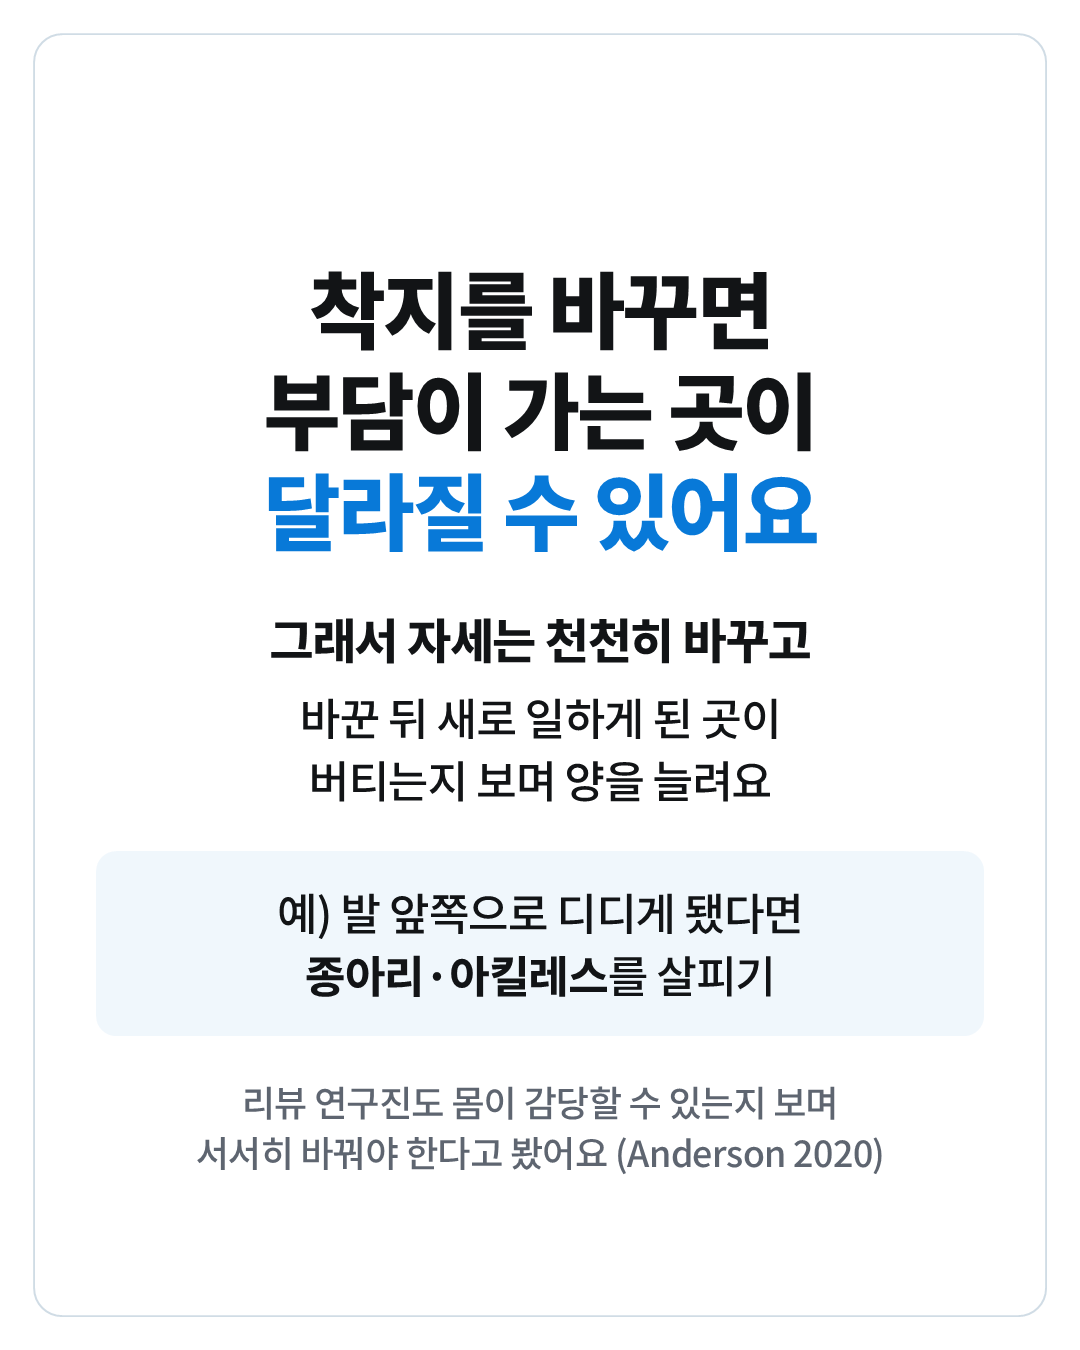 착지를 바꾸면
부담이 가는 곳이
달라질 수 있어요
그래서 자세는 천천히 바꾸고
바꾼 뒤 새로 일하게 된 곳이
버티는지 보며 양을 늘려요
예) 발 앞쪽으로 디디게 됐다면
종아리·아킬레스를 살피기
리뷰 연구진도 몸이 감당할 수 있는지 보며
서서히 바꿔야 한다고 봤어요 (Anderson 2020)